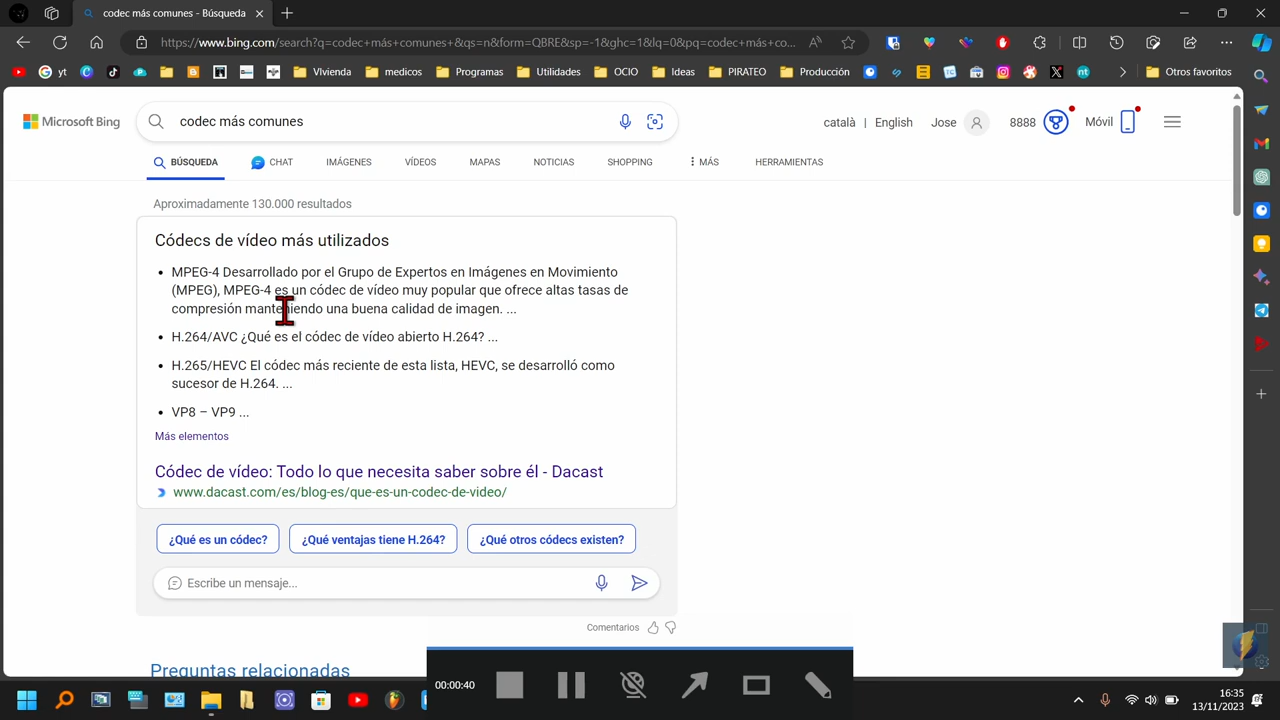 codec más comunes - Búsqueda
https://www.bing.com/search?q=codec+más+comunes+&qs=n&form=QBRE&sp=-1&ghc=1&lq=0&pq=codec+más+co...
yt
VIvienda
medicos
Programas
Utilidades
OCIO
Ideas
PIRATEO
Producción
Otros favoritos
Microsoft Bing
codec más comunes
català | English
Jose
8888
Móvil
BÚSQUEDA
CHAT
IMÁGENES
VÍDEOS
MAPAS
NOTICIAS
SHOPPING
MÁS
HERRAMIENTAS
Aproximadamente 130.000 resultados
Códecs de vídeo más utilizados
• MPEG-4 Desarrollado por el Grupo de Expertos en Imágenes en Movimiento
(MPEG), MPEG-4 es un códec de vídeo muy popular que ofrece altas tasas de
compresión manteniendo una buena calidad de imagen. ...
• H.264/AVC ¿Qué es el códec de vídeo abierto H.264? ...
• H.265/HEVC El códec más reciente de esta lista, HEVC, se desarrolló como
sucesor de H.264. ...
• VP8 – VP9 ...
Más elementos
Códec de vídeo: Todo lo que necesita saber sobre él - Dacast
www.dacast.com/es/blog-es/que-es-un-codec-de-video/
¿Qué es un códec?
¿Qué ventajas tiene H.264?
¿Qué otros códecs existen?
Escribe un mensaje...
Comentarios
Preguntas relacionadas
00:00:40
16:35
13/11/2023